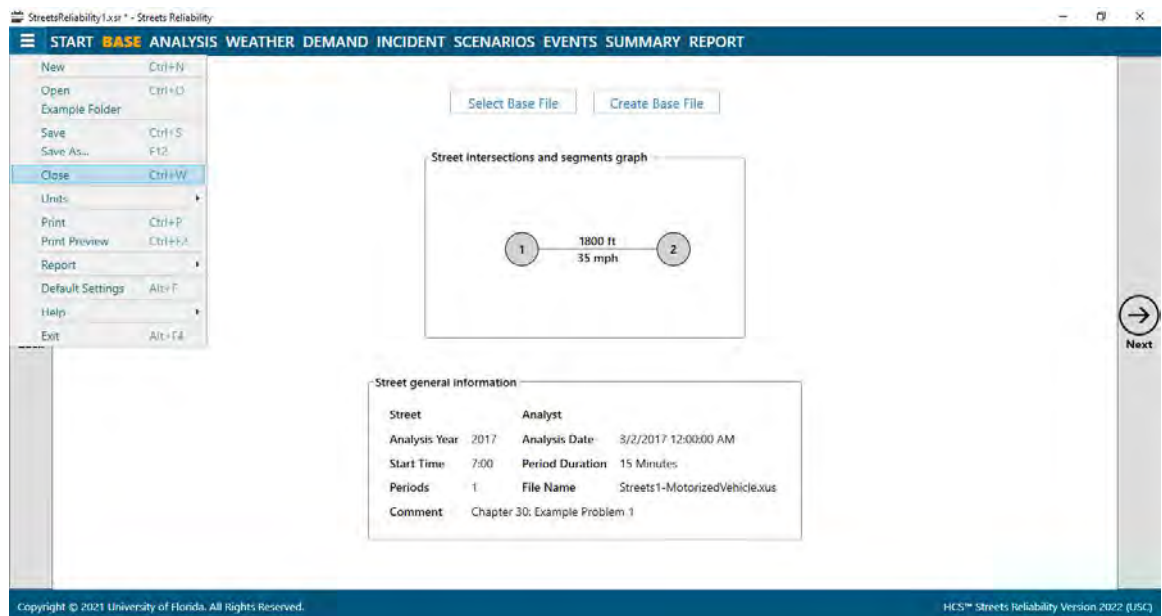 StreetsReliability1.xsr * - Streets Reliability
START BASE ANALYSIS WEATHER DEMAND INCIDENT SCENARIOS EVENTS SUMMARY REPORT
New Ctrl+N
Open Ctrl+O
Example Folder
Save Ctrl+S
Save As... F12
Close Ctrl+W
Units
Print Ctrl+P
Print Preview Ctrl+F2
Report
Default Settings Alt+F
Help
Exit Alt+F4
Select Base File Create Base File
Street intersections and segments graph
1 1800 ft 2
35 mph
Next
Street general information
Street Analyst
Analysis Year 2017 Analysis Date 3/2/2017 12:00:00 AM
Start Time 7:00 Period Duration 15 Minutes
Periods 1 File Name Streets1-MotorizedVehicle.xus
Comment Chapter 30: Example Problem 1
Copyright © 2021 University of Florida. All Rights Reserved. HCS™ Streets Reliability Version 2022 (USC)